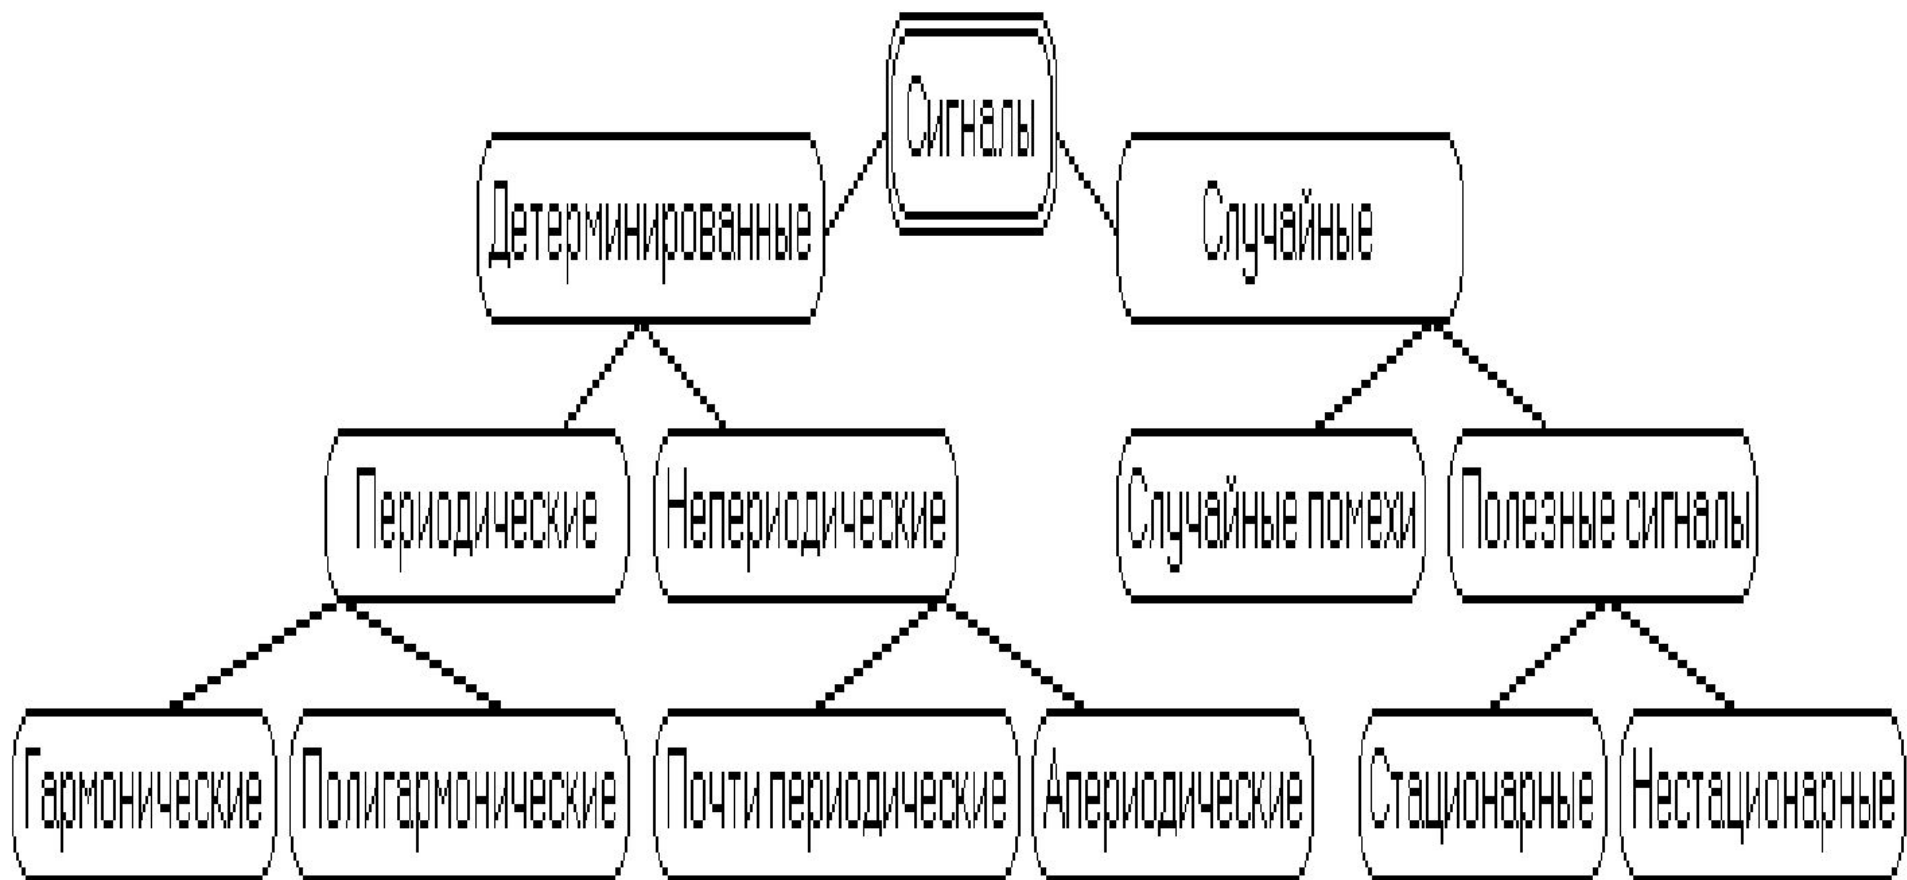 Сигналы
Детерминированные
Случайные
Периодические
Непериодические
Случайные помехи
Полезные сигналы
Гармонические
Полигармонические
Почти периодические
Апериодические
Стационарные
Нестационарные